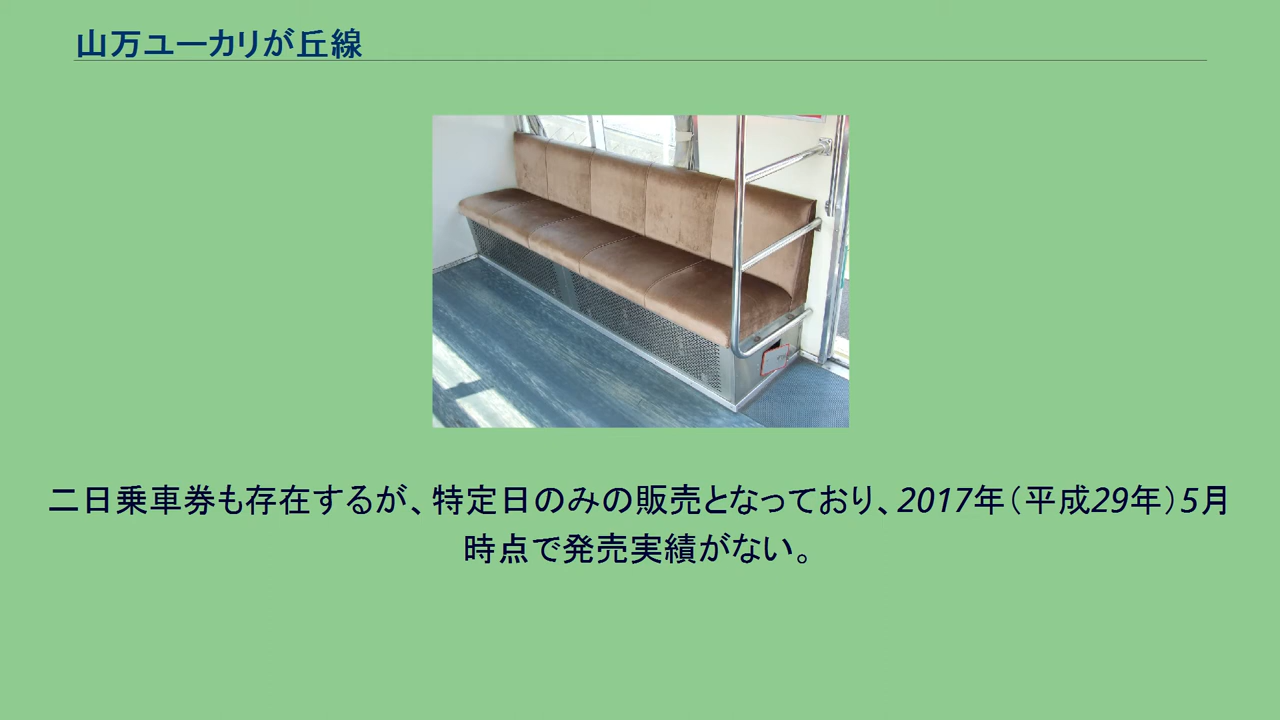 山万ユーカリが丘線
二日乗車券も存在するが、特定日のみの販売となっており、2017年（平成29年）5月
時点で発売実績がない。